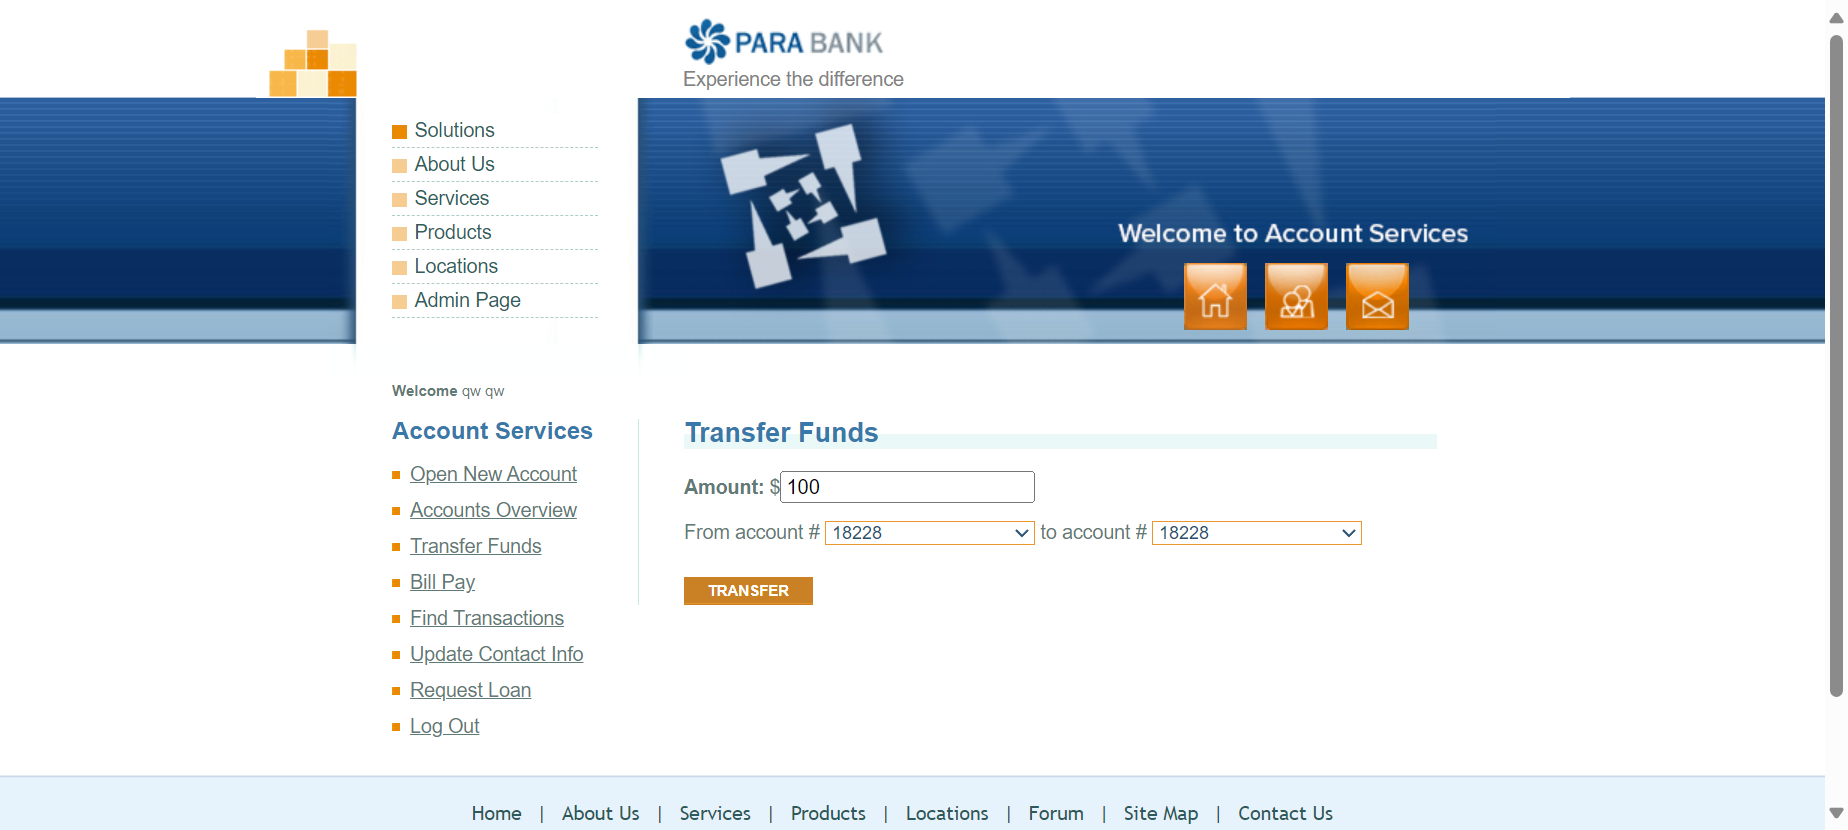 PARA BANK
Experience the difference
Solutions
About Us
Services
Products
Locations
Admin Page
Welcome to Account Services
Welcome qw qw
Account Services
Open New Account
Accounts Overview
Transfer Funds
Bill Pay
Find Transactions
Update Contact Info
Request Loan
Log Out
Transfer Funds
Amount: $100
From account # 18228 to account # 18228
TRANSFER
Home | About Us | Services | Products | Locations | Forum | Site Map | Contact Us